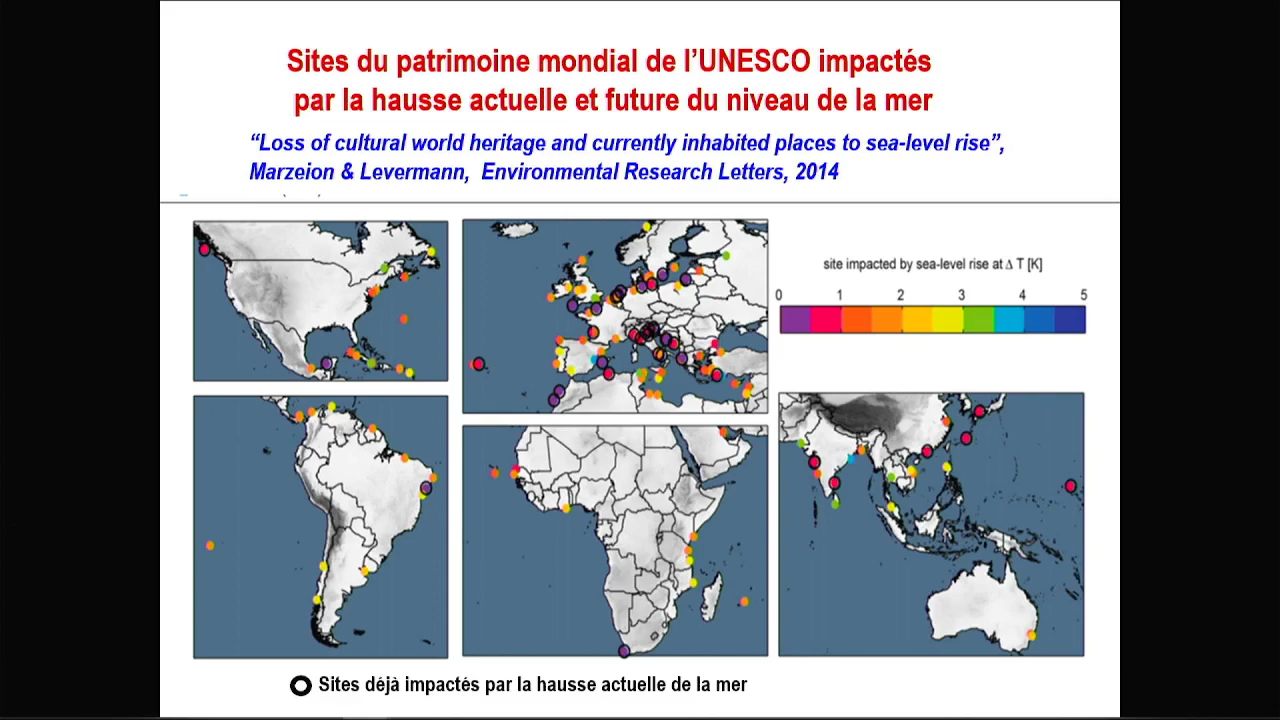 Sites du patrimoine mondial de l’UNESCO impactés
par la hausse actuelle et future du niveau de la mer
“Loss of cultural world heritage and currently inhabited places to sea-level rise”,
Marzeion & Levermann, Environmental Research Letters, 2014
site impacted by sea-level rise at Δ T [K]
0 1 2 3 4 5
Sites déjà impactés par la hausse actuelle de la mer